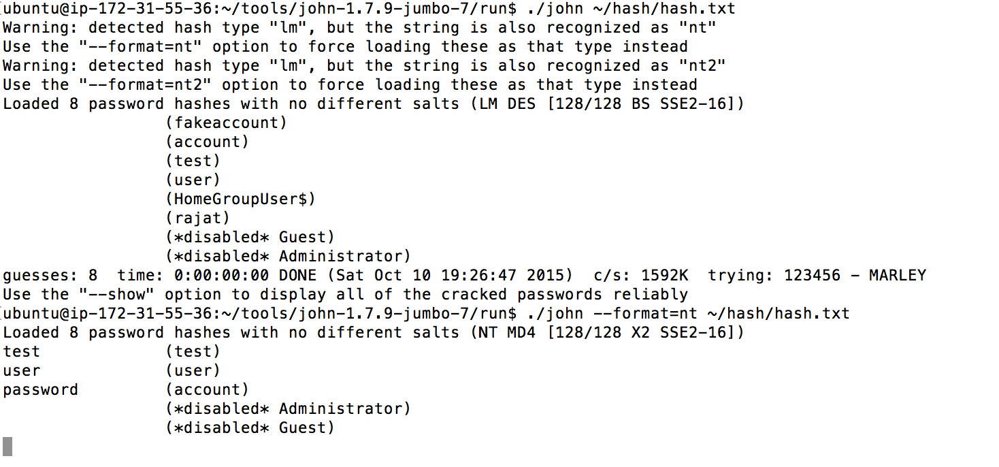 ubuntu@ip-172-31-55-36:~/tools/john-1.7.9-jumbo-7/run$ ./john ~/hash/hash.txt
Warning: detected hash type "lm", but the string is also recognized as "nt"
Use the "--format=nt" option to force loading these as that type instead
Warning: detected hash type "lm", but the string is also recognized as "nt2"
Use the "--format=nt2" option to force loading these as that type instead
Loaded 8 password hashes with no different salts (LM DES [128/128 BS SSE2-16])
(fakeaccount)
(account)
(test)
(user)
(HomeGroupUser$)
(rajat)
(*disabled* Guest)
(*disabled* Administrator)
guesses: 8  time: 0:00:00:00 DONE (Sat Oct 10 19:26:47 2015)  c/s: 1592K  trying: 123456 - MARLEY
Use the "--show" option to display all of the cracked passwords reliably
ubuntu@ip-172-31-55-36:~/tools/john-1.7.9-jumbo-7/run$ ./john --format=nt ~/hash/hash.txt
Loaded 8 password hashes with no different salts (NT MD4 [128/128 X2 SSE2-16])
test             (test)
user             (user)
password         (account)
(*disabled* Administrator)
(*disabled* Guest)